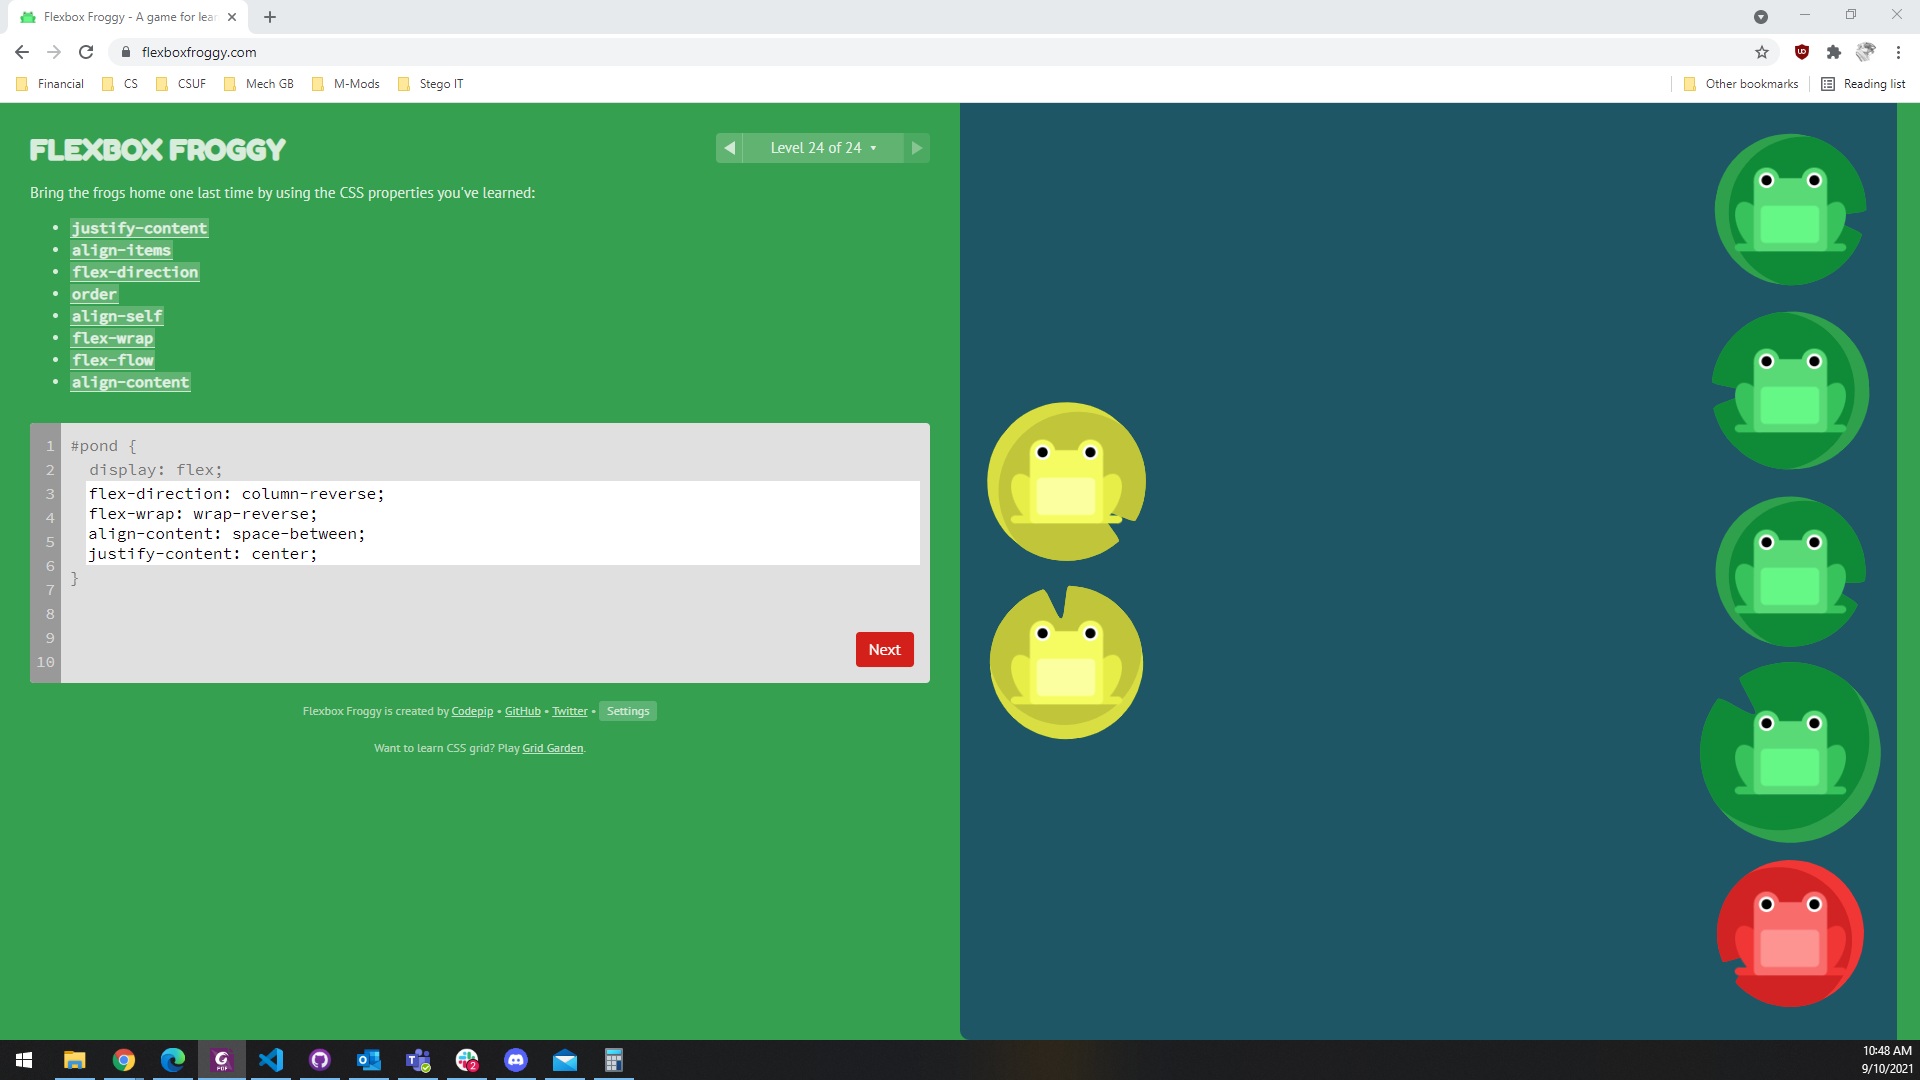 Flexbox Froggy - A game for lear
flexboxfroggy.com
Financial
CS
CSUF
Mech GB
M-Mods
Stego IT
Other bookmarks
Reading list
FLEXBOX FROGGY
Level 24 of 24
Bring the frogs home one last time by using the CSS properties you've learned:
justify-content
align-items
flex-direction
order
align-self
flex-wrap
flex-flow
align-content
1 #pond {
2 display: flex;
3 flex-direction: column-reverse;
4 flex-wrap: wrap-reverse;
5 align-content: space-between;
6 justify-content: center;
7 }
8
9
10
Next
Flexbox Froggy is created by Codepip • GitHub • Twitter • Settings
Want to learn CSS grid? Play Grid Garden.
10:48 AM
9/10/2021